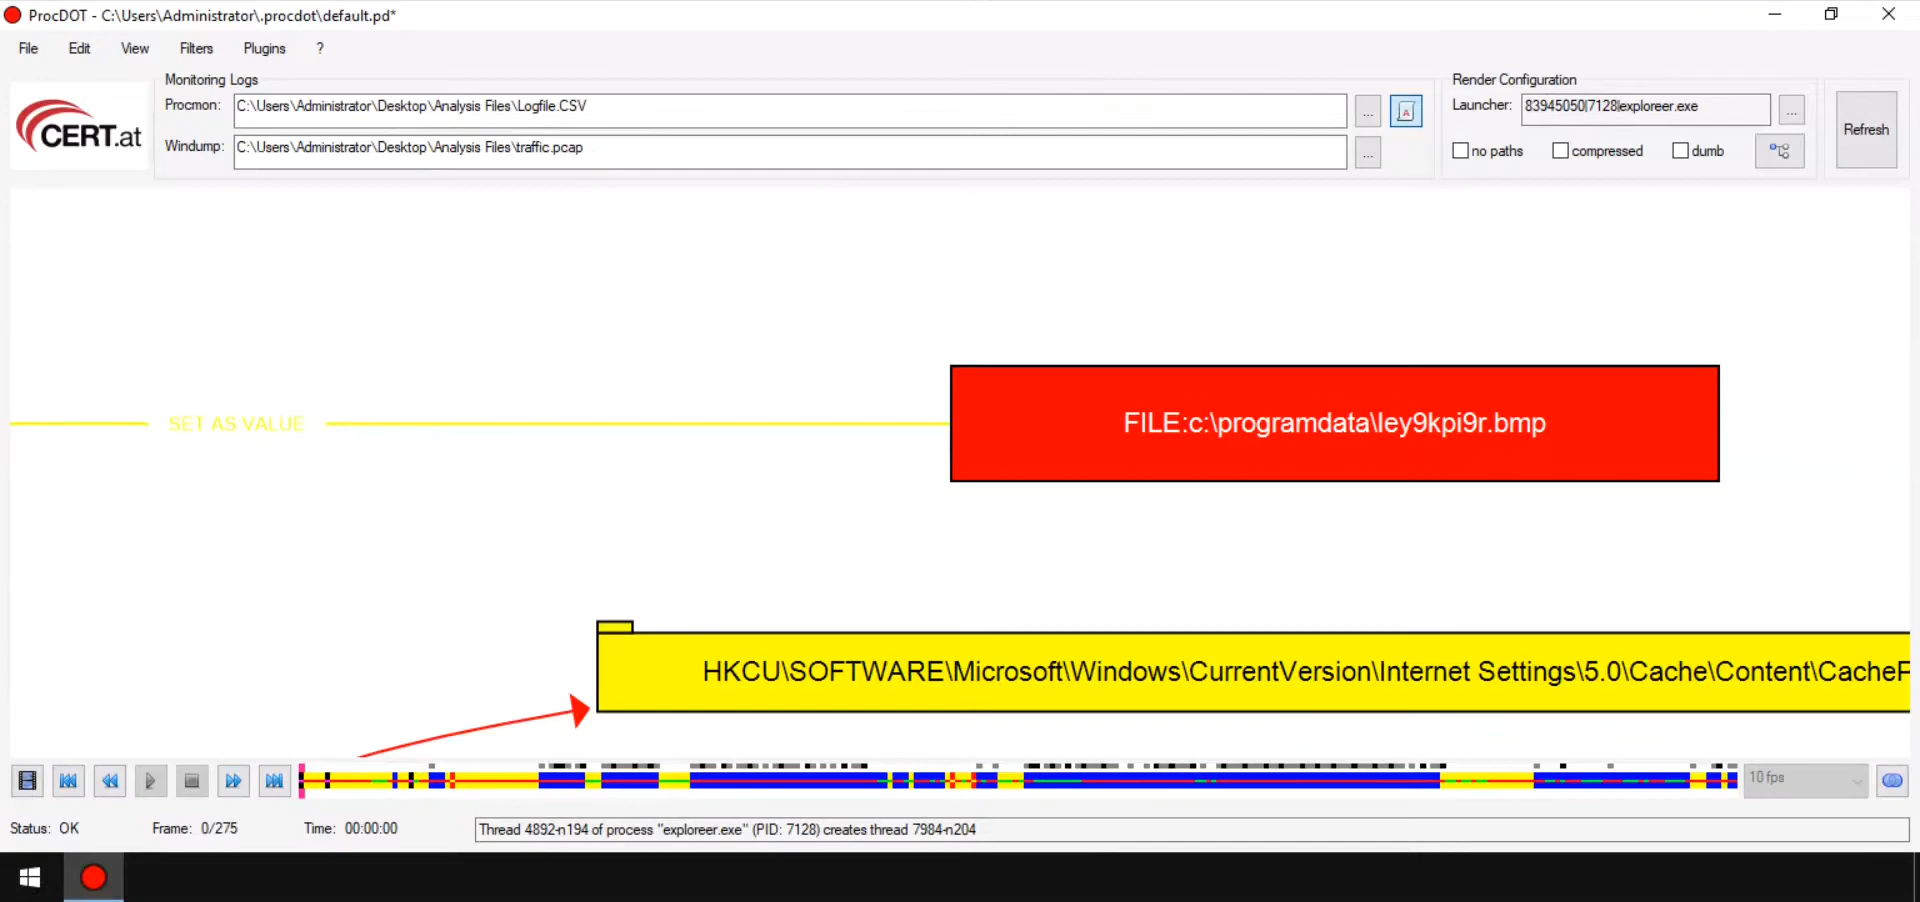 ProcDOT - C:\Users\Administrator\.procdot\default.pd*
File Edit View Filters Plugins ?
CERT.at
Monitoring Logs
Procmon: C:\Users\Administrator\Desktop\Analysis Files\Logfile.CSV ...
Windump: C:\Users\Administrator\Desktop\Analysis Files\traffic.pcap ...
Render Configuration
Launcher: 83945050|7128|exploreer.exe ...
no paths compressed dumb
Refresh
SET AS VALUE
FILE:c:\programdata\ley9kpi9r.bmp
HKCU\SOFTWARE\Microsoft\Windows\CurrentVersion\Internet Settings\5.0\Cache\Content\CacheP
10 fps
Status: OK Frame: 0/275 Time: 00:00:00 Thread 4892-n194 of process "exploreer.exe" (PID: 7128) creates thread 7984-n204